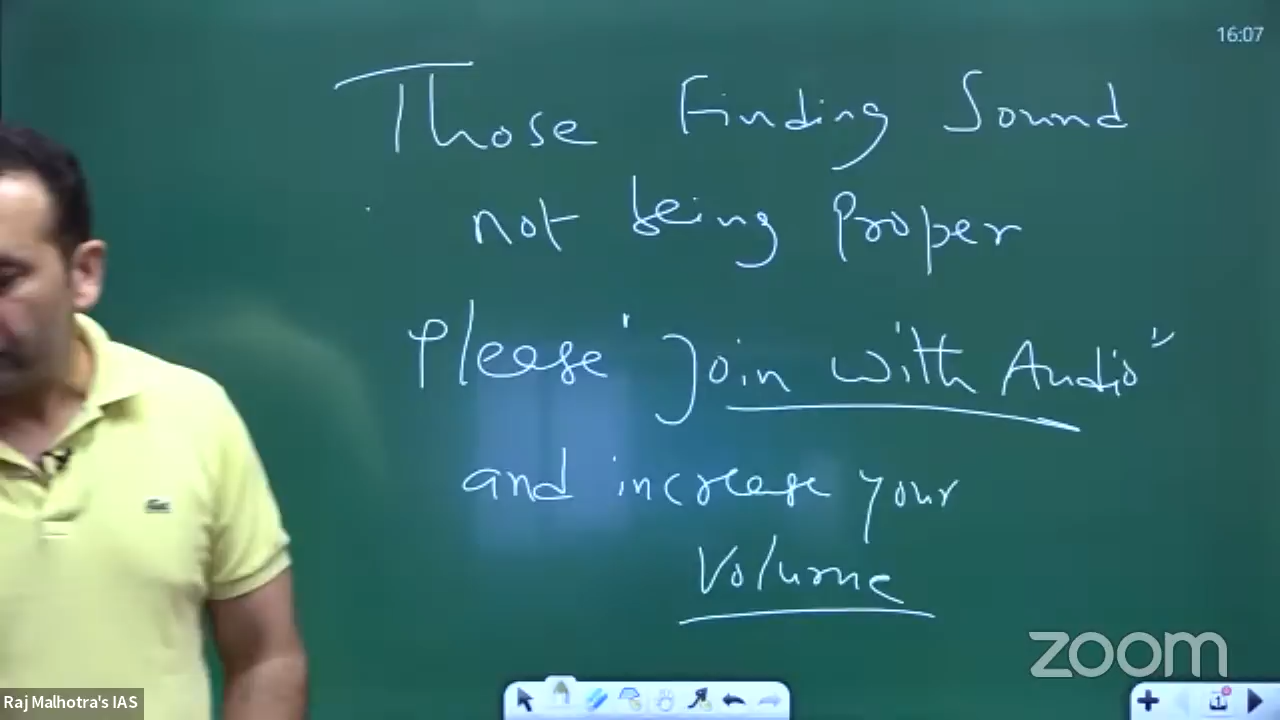 16:07
Those Finding Sound
not being proper
Please "Join with Audio"
and increase your
Volume
zoom
Raj Malhotra's IAS